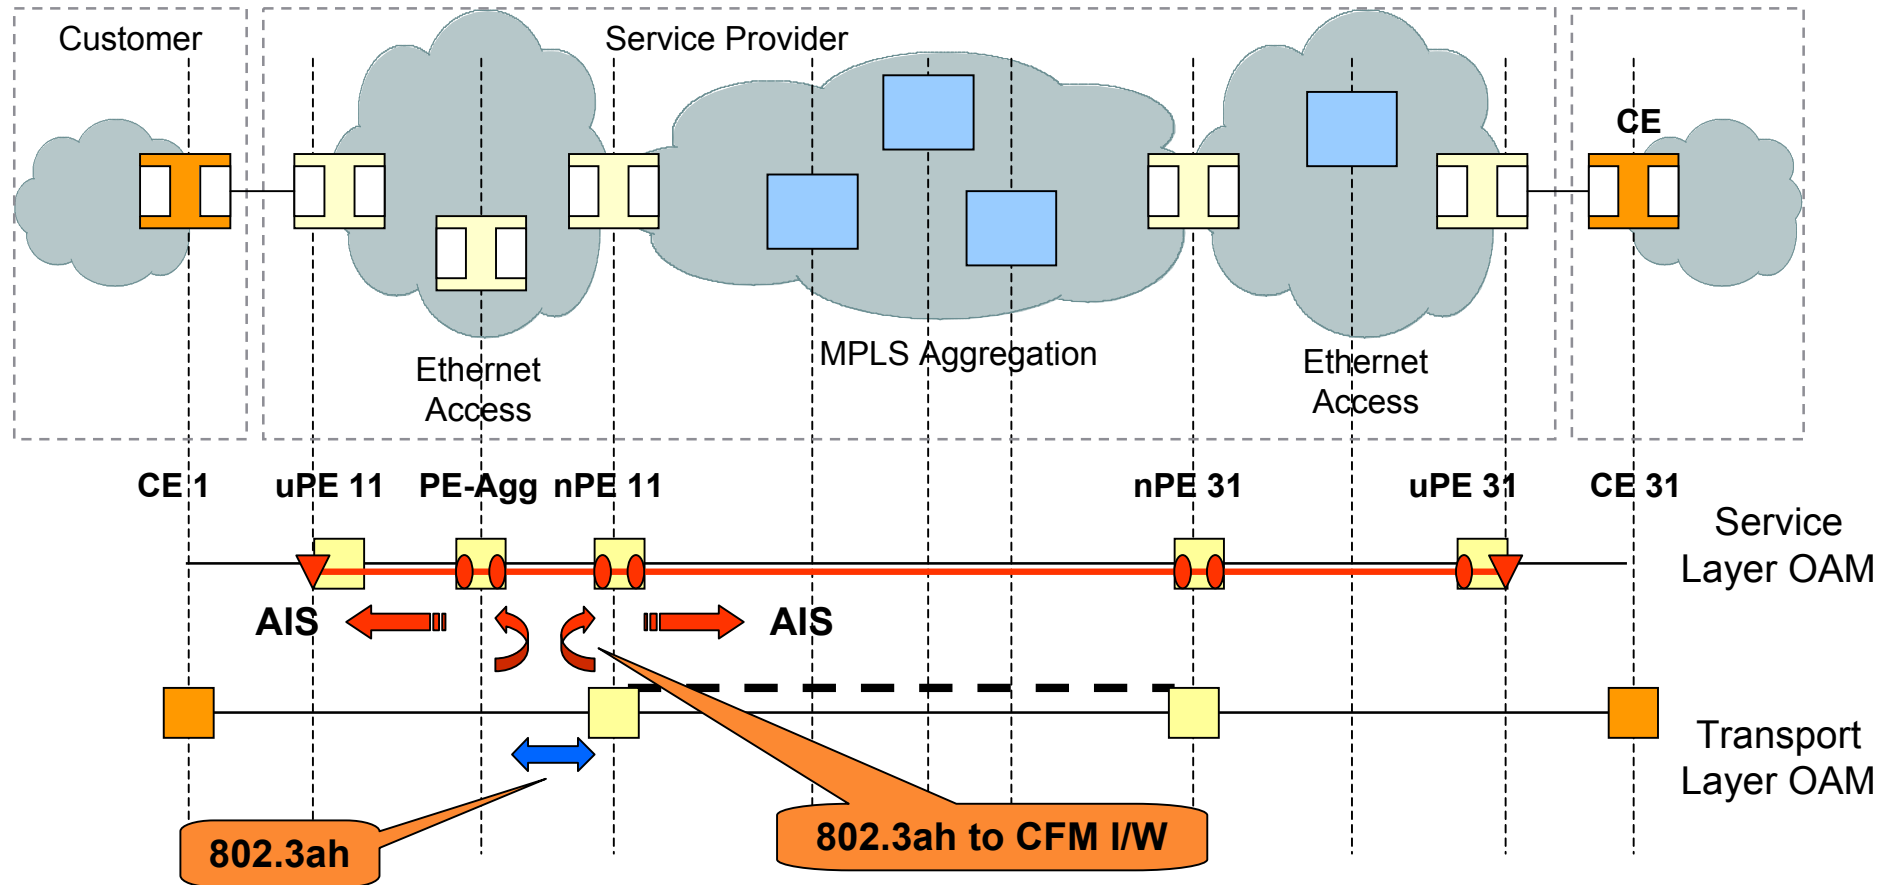 Customer
Service Provider
CE
MPLS Aggregation
Ethernet
Access
Ethernet
Access
CE 1
uPE 11
PE-Agg
nPE 11
nPE 31
uPE 31
CE 31
Service
Layer OAM
AIS
AIS
Transport
Layer OAM
802.3ah
802.3ah to CFM I/W